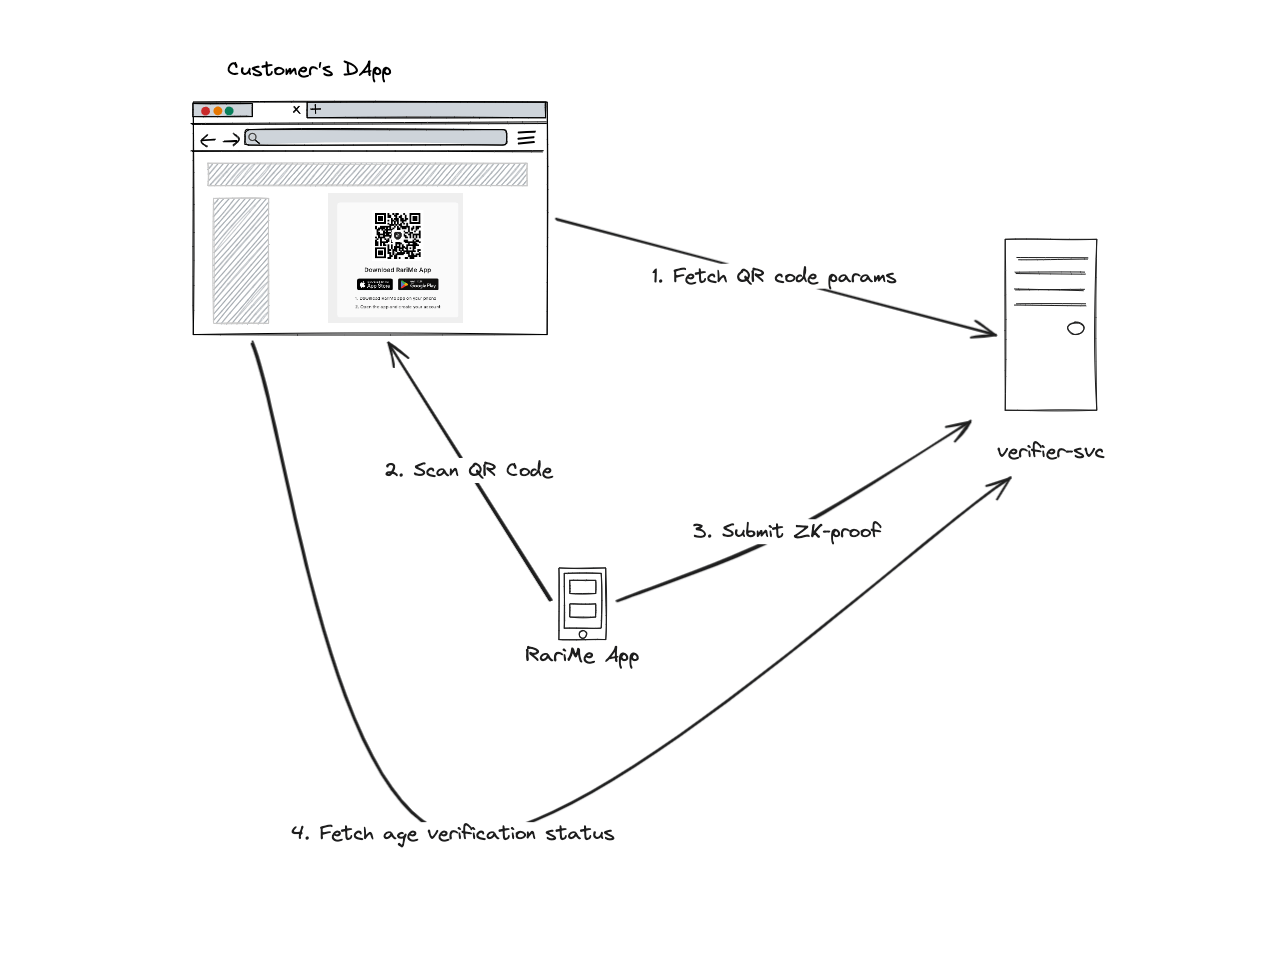 Customer's DApp
x +
Download RariMe App
App Store
Google Play
1. Download RariMe app on your phone
2. Open the app and create your account
1. Fetch QR code params
verifier-svc
2. Scan QR Code
3. Submit ZK-proof
RariMe App
4. Fetch age verification status